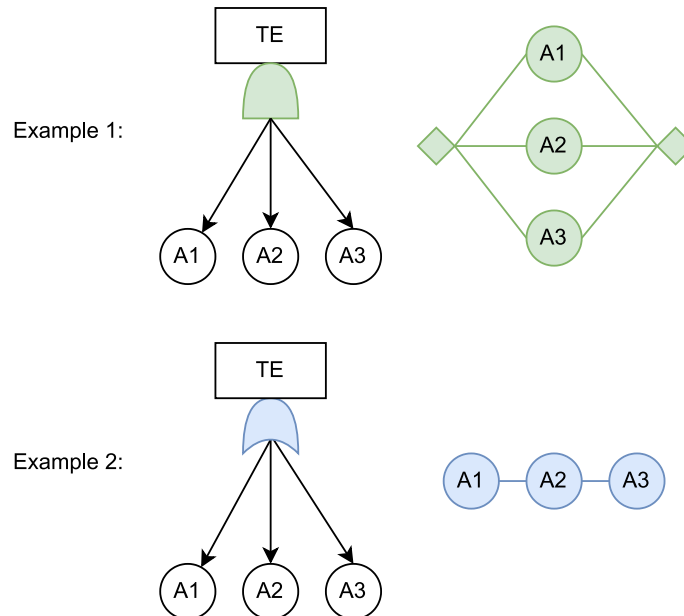 TE
A1
Example 1:
A2
A3
A1 A2 A3
TE
Example 2:
A1 A2 A3
A1 A2 A3